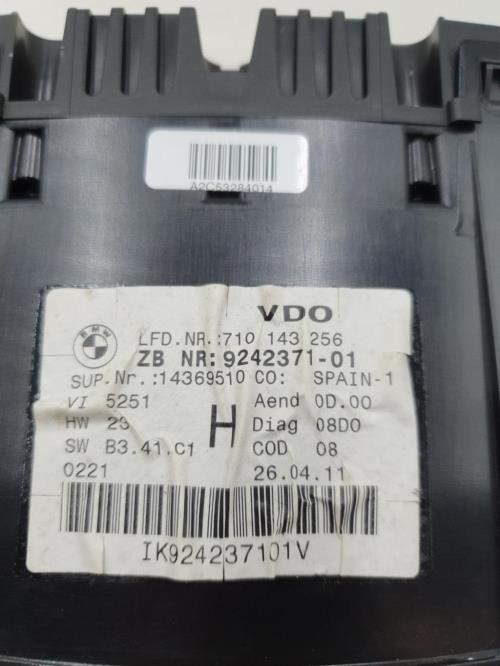 A2C53284014
VDO
BMW
LFD.NR.:710 143 256
ZB NR:9242371-01
SUP.Nr.:14369510 CO: SPAIN-1
VI 5251 Aend 0D.00
HW 23 H Diag 08D0
SW B3.41.C1 COD 08
0221 26.04.11
IK924237101V